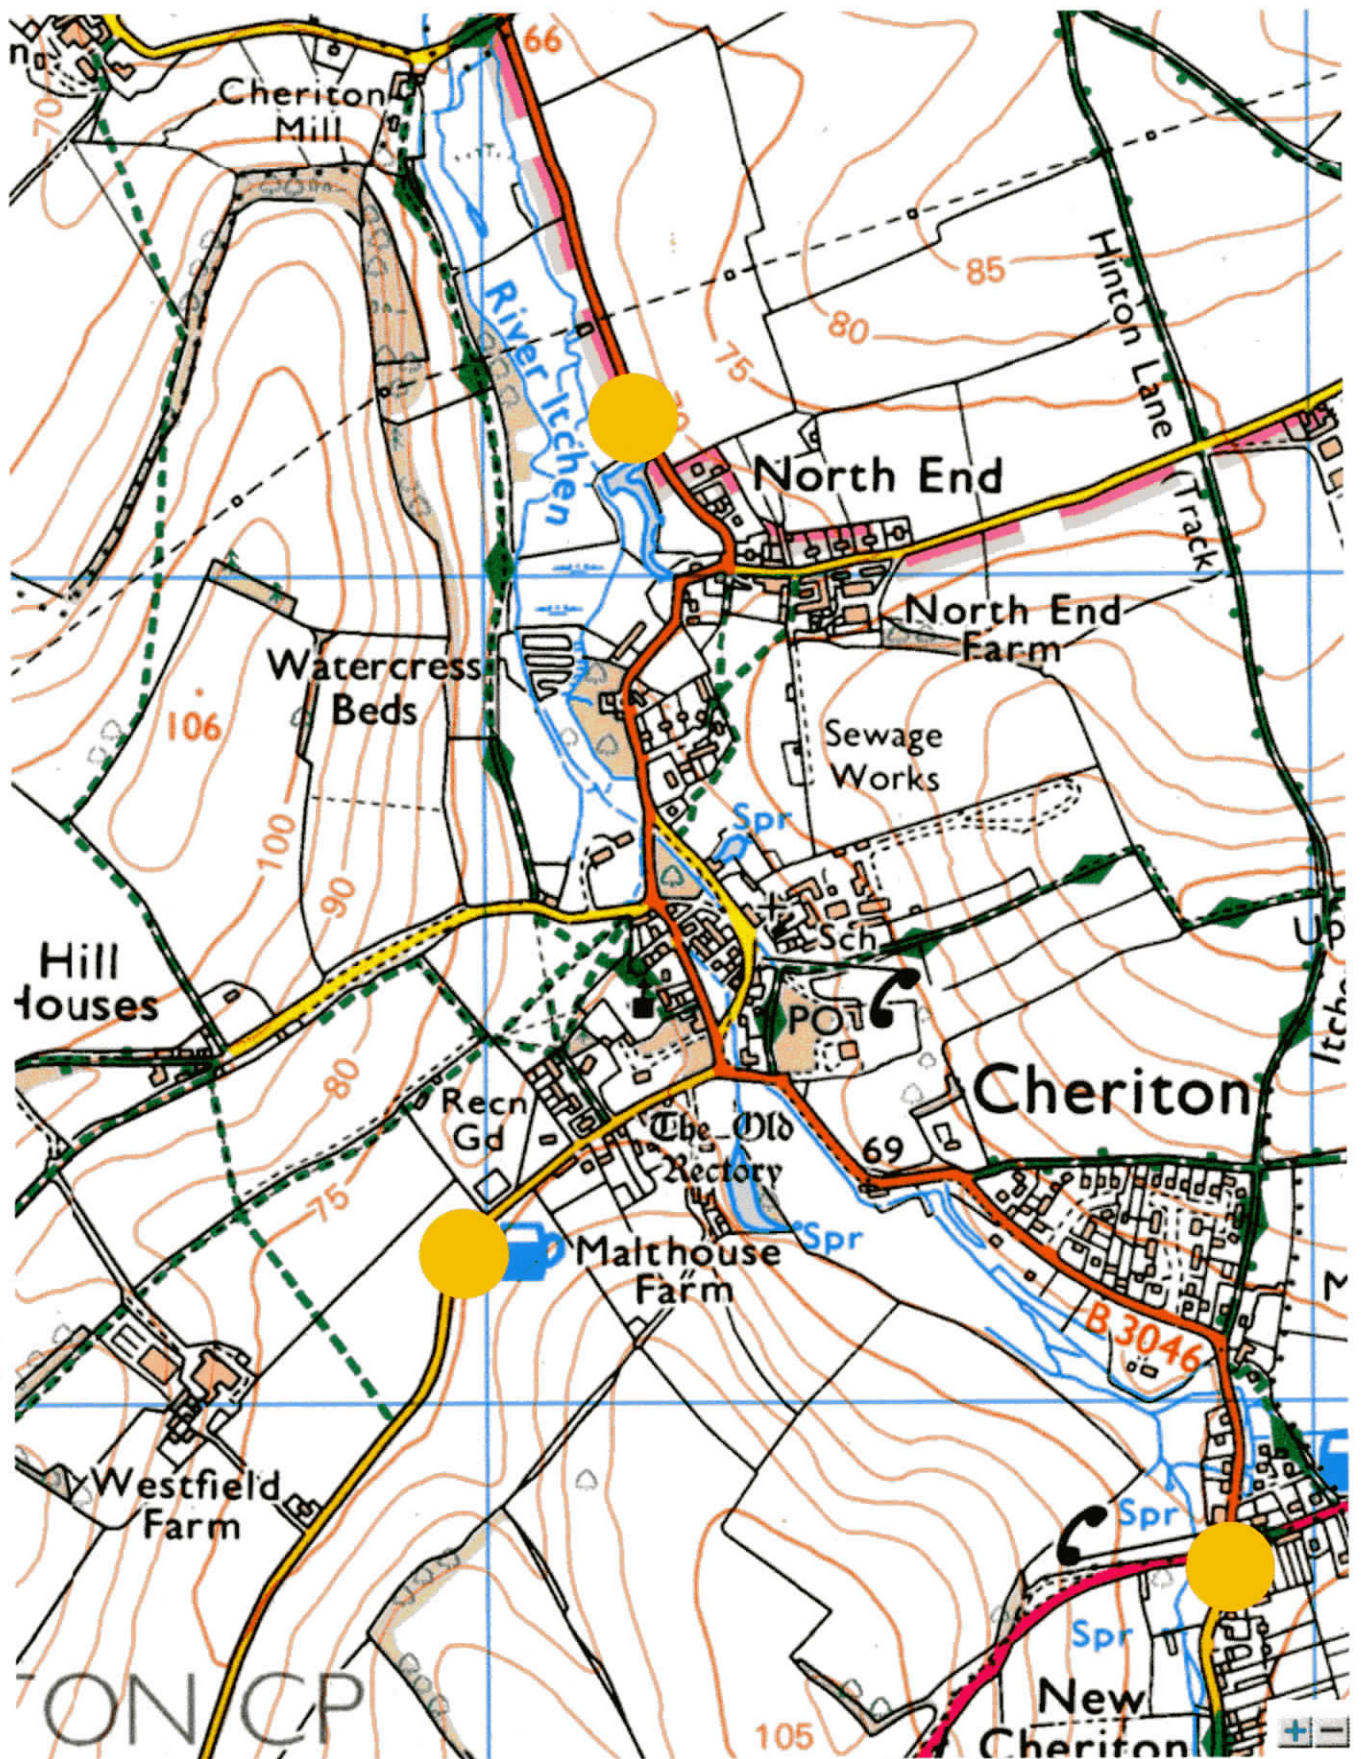 66
Cheriton
Mill
70
85
80
75
Hinton Lane
(Track)
River Itchen
North End
North End
Farm
Watercress
Beds
106
Sewage
Works
Spr
100
90
Sch
Hill
Houses
PO
80
Recn
Gd
The Old
Rectory
Cheriton
69
75
Spr
Malthouse
Farm
B 3046
Westfield
Farm
Spr
Spr
TON CP
105
New
Cheriton
+ −